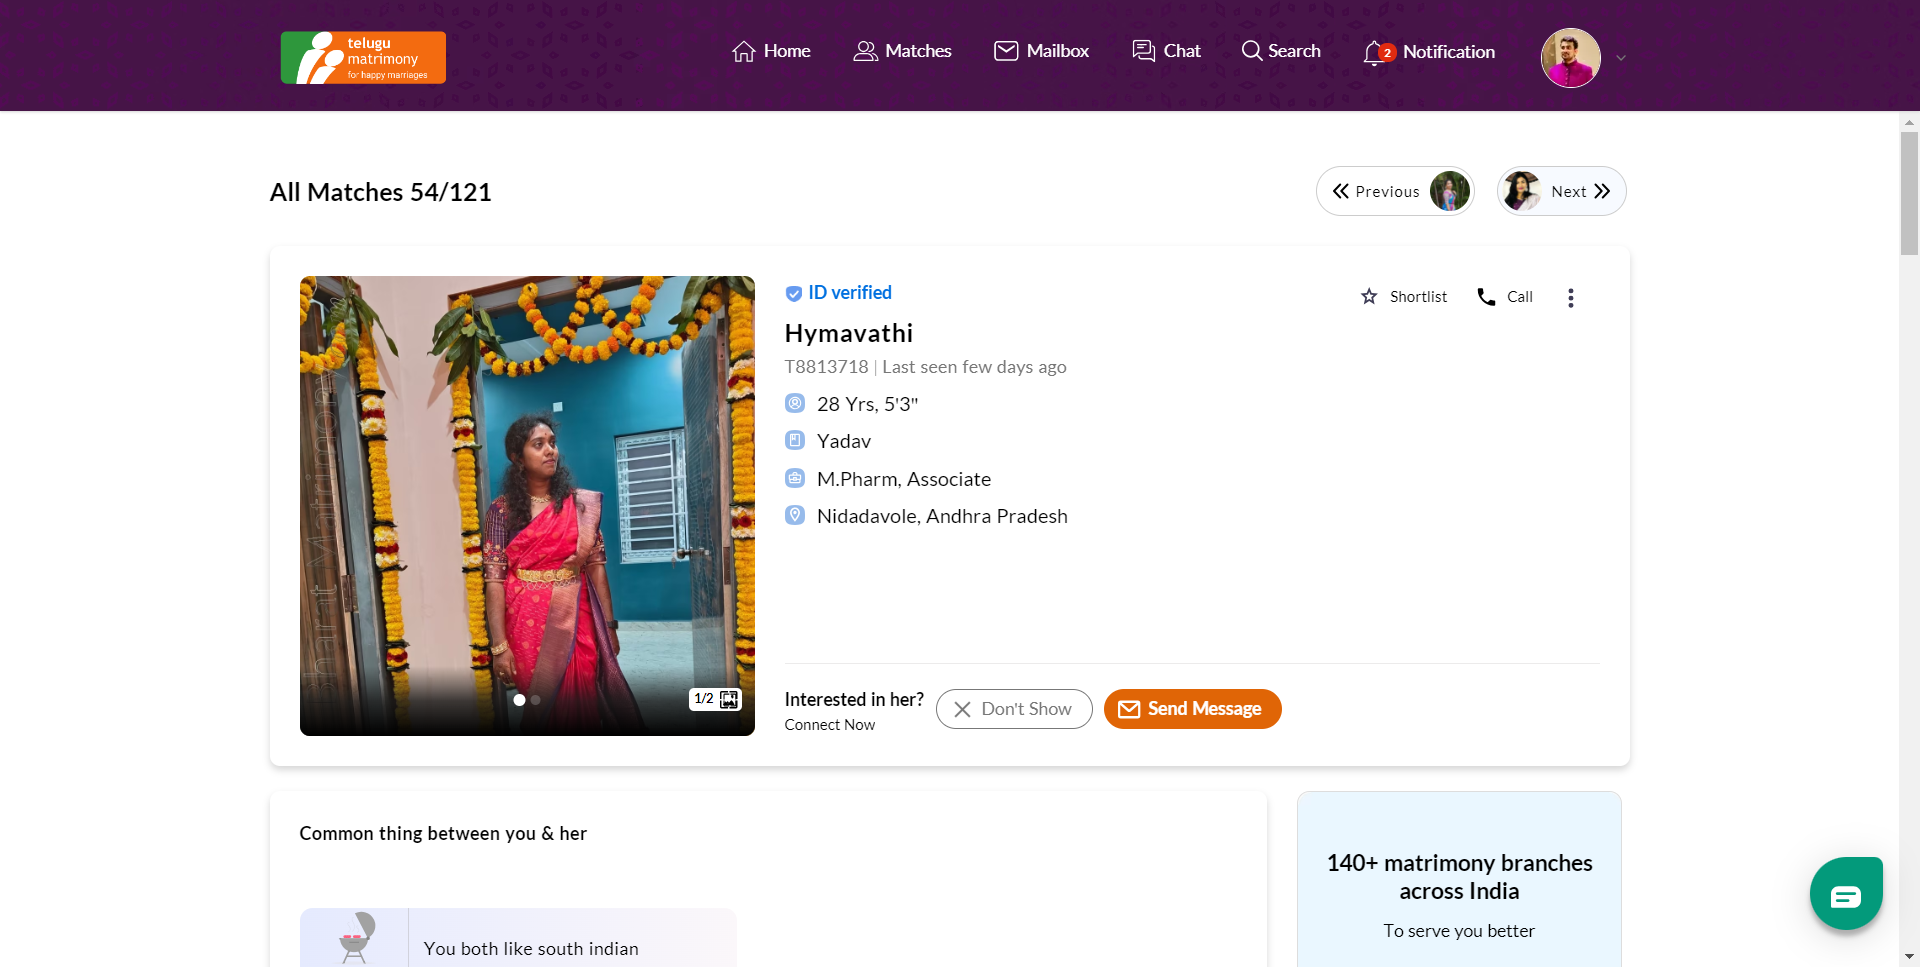 telugu
matrimony
for happy marriages
Home
Matches
Mailbox
Chat
Search
2
Notification
All Matches 54/121
Previous
Next
ID verified
Shortlist
Call
Hymavathi
T8813718 | Last seen few days ago
28 Yrs, 5'3"
Yadav
M.Pharm, Associate
Nidadavole, Andhra Pradesh
Bharat Matrimony
1/2
Interested in her?
Connect Now
Don't Show
Send Message
Common thing between you & her
You both like south indian
140+ matrimony branches
across India
To serve you better